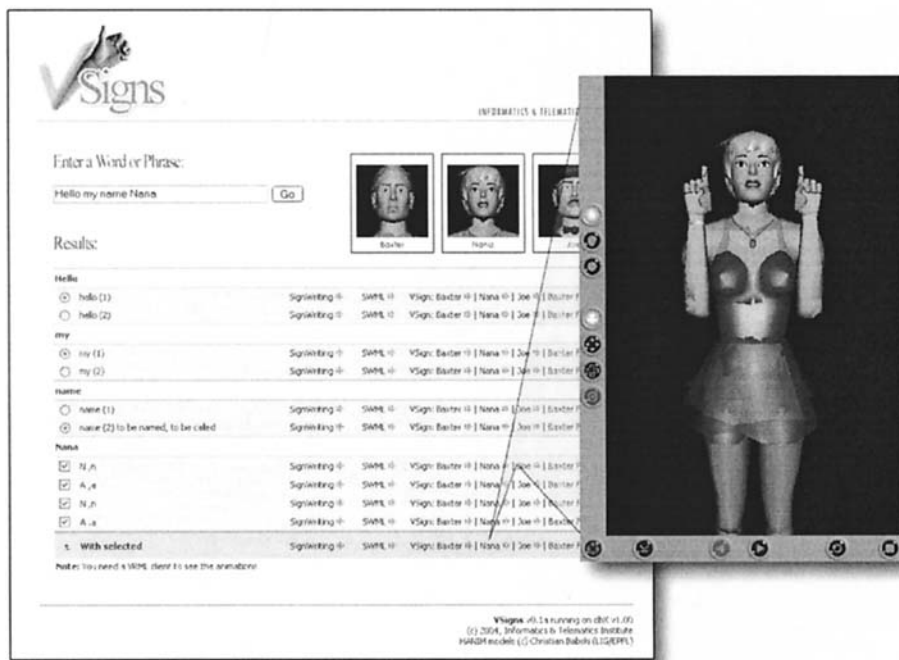 VSigns
INFORMATICS & TELEMATIC
Enter a Word or Phrase:
Hello my name Nana
Go
Baxter
Nana
Results:
Hello
hello (1) SignWriting SWML VSign: Baxter | Nana | Joe | Baxter
hello (2) SignWriting SWML VSign: Baxter | Nana | Joe | Baxter
my
my (1) SignWriting SWML VSign: Baxter | Nana | Joe | Baxter
my (2) SignWriting SWML VSign: Baxter | Nana | Joe | Baxter
name
name (1) SignWriting SWML VSign: Baxter | Nana | Joe | Baxter
name (2) to be named, to be called SignWriting SWML VSign: Baxter | Nana | Joe | Baxter
Nana
N,n SignWriting SWML VSign: Baxter | Nana | Joe | Baxter
A,a SignWriting SWML VSign: Baxter | Nana | Joe | Baxter
N,n SignWriting SWML VSign: Baxter | Nana | Joe | Baxter
A,a SignWriting SWML VSign: Baxter | Nana | Joe | Baxter
With selected SignWriting SWML VSign: Baxter | Nana | Joe | Baxter
Note: You need a VRML client to see the animations
VSigns v0.1a running on
(c) 2004, Informatics & Telematics Institute
HANIM models (c) Christian Babski (LIG/EPFL)